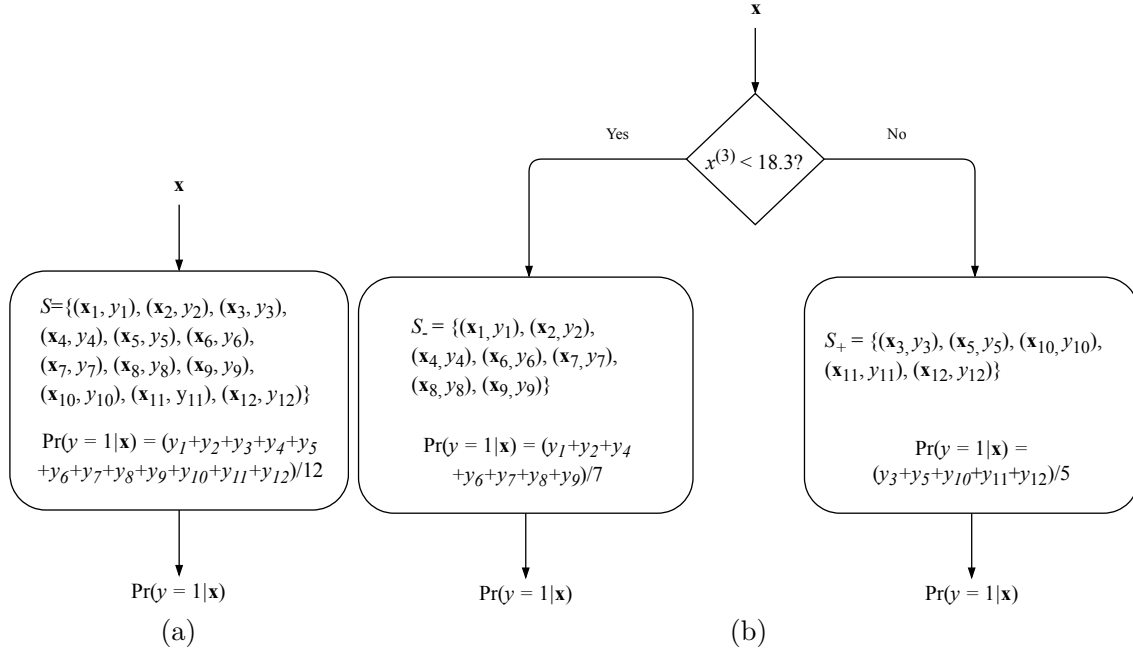 x
x⁽³⁾ < 18.3?
Yes
No
x
S={(x₁, y₁), (x₂, y₂), (x₃, y₃),
(x₄, y₄), (x₅, y₅), (x₆, y₆),
(x₇, y₇), (x₈, y₈), (x₉, y₉),
(x₁₀, y₁₀), (x₁₁, y₁₁), (x₁₂, y₁₂)}
Pr(y = 1|x) = (y₁+y₂+y₃+y₄+y₅
+y₆+y₇+y₈+y₉+y₁₀+y₁₁+y₁₂)/12
Pr(y = 1|x)
(a)
S₋ = {(x₁, y₁), (x₂, y₂),
(x₄, y₄), (x₆, y₆), (x₇, y₇),
(x₈, y₈), (x₉, y₉)}
Pr(y = 1|x) = (y₁+y₂+y₄
+y₆+y₇+y₈+y₉)/7
Pr(y = 1|x)
S₊ = {(x₃, y₃), (x₅, y₅), (x₁₀, y₁₀),
(x₁₁, y₁₁), (x₁₂, y₁₂)}
Pr(y = 1|x) =
(y₃+y₅+y₁₀+y₁₁+y₁₂)/5
Pr(y = 1|x)
(b)